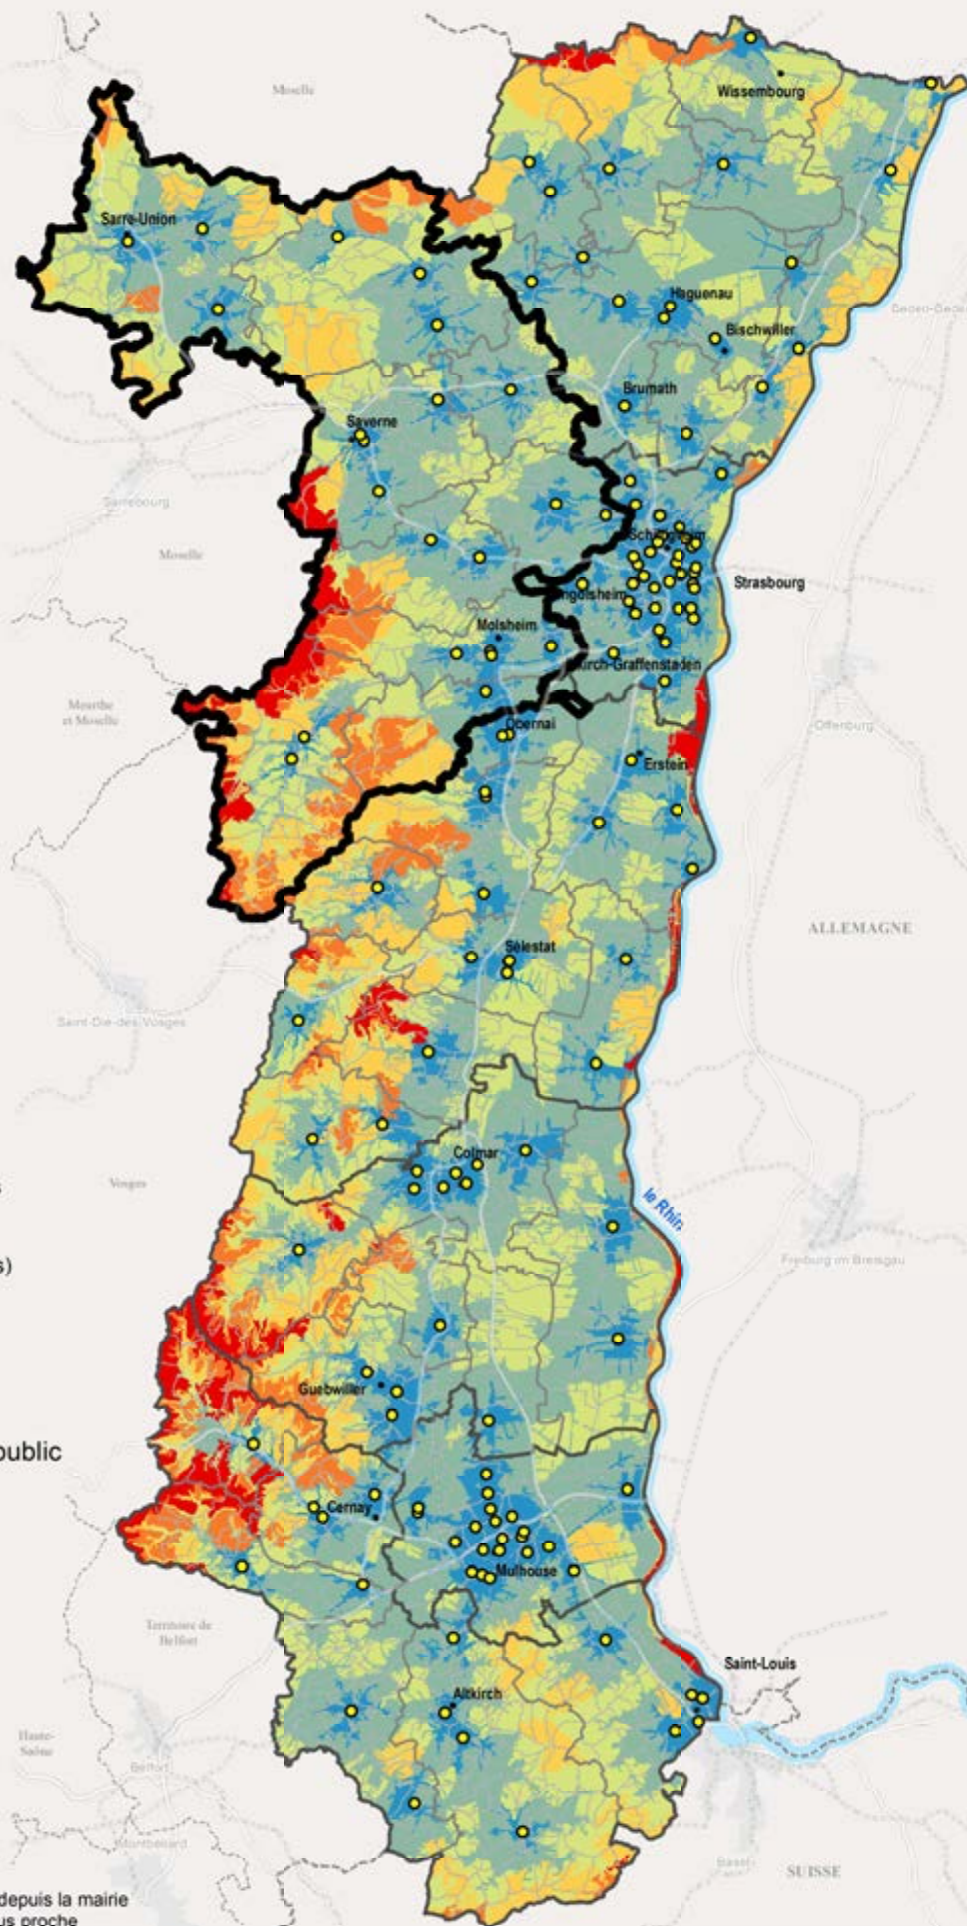 Moselle
Wissembourg
Sarre-Union
Haguenau
Bischwiller
Brumath
Saverne
Sarrebourg
Moselle
Strasbourg
Molsheim
irch-Graffenstaden
Meurthe
et Moselle
Offenburg
Obernai
Erstein
ALLEMAGNE
Sélestat
Saint-Dié-des-Vosges
Colmar
Vosges
le Rhin
s)
Freiburg im Breisgau
Guebwiller
public
Cernay
Mulhouse
Territoire de
Belfort
Saint-Louis
Altkirch
Haute-
Saône
Belfort
Montbéliard
Basel
SUISSE
depuis la mairie
us proche